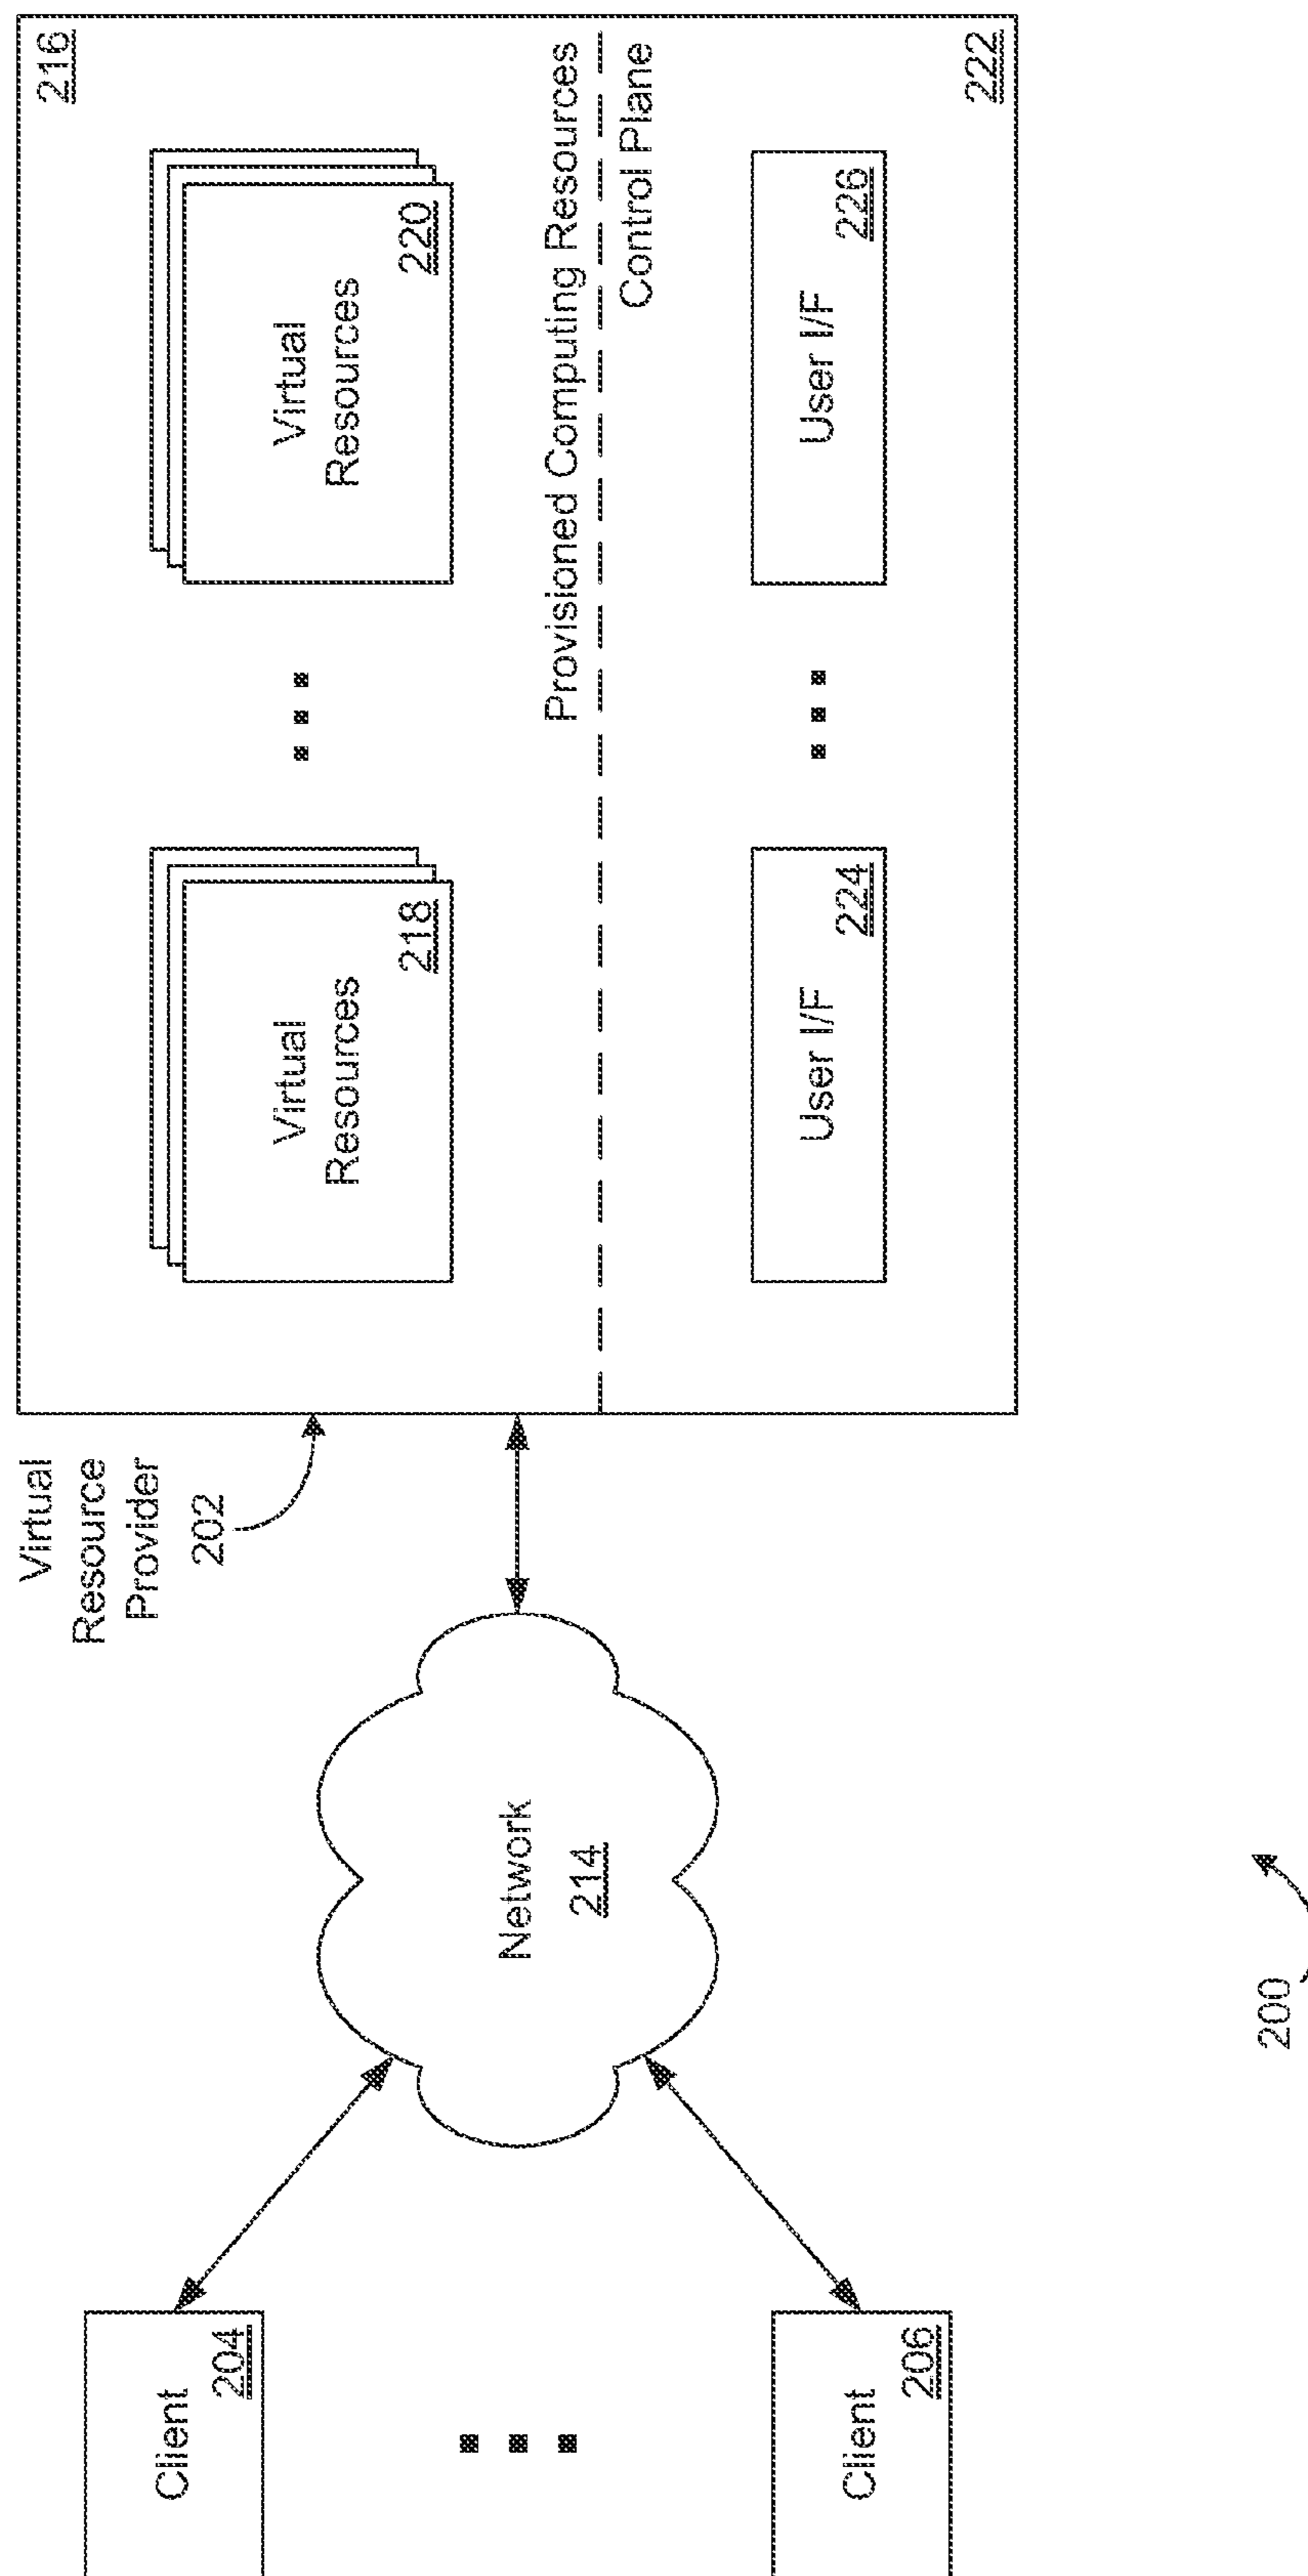 Virtual
Resource
Provider
202
216
Virtual
Resources
218
Virtual
Resources
220
Provisioned Computing Resources
Control Plane
User I/F
224
User I/F
226
222
Network
214
Client
204
Client
206
200